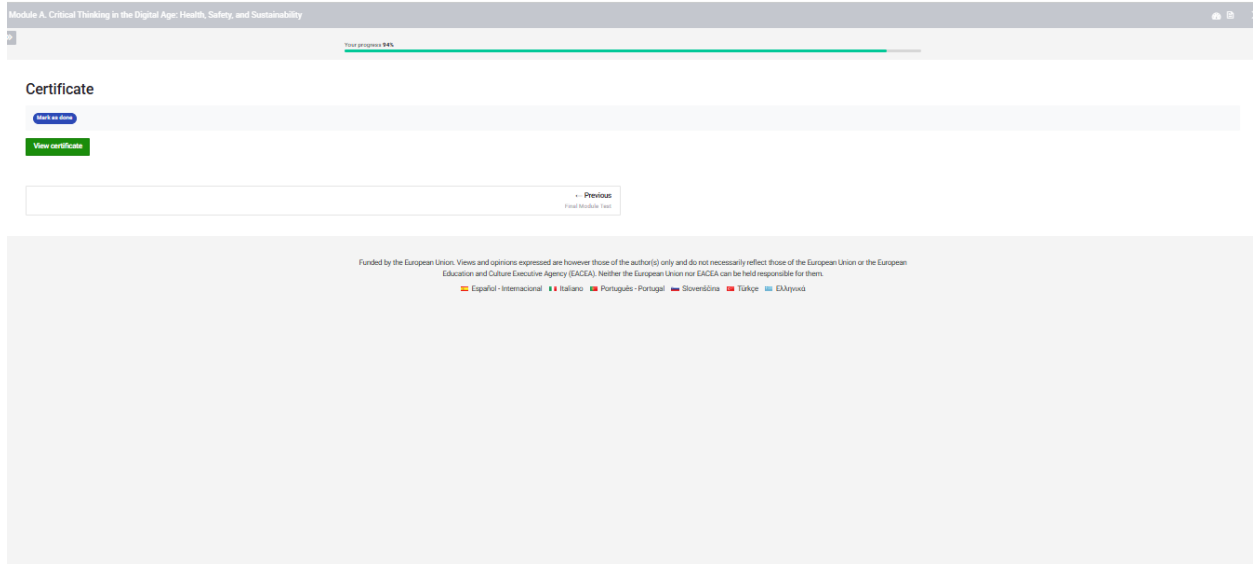 Module A. Critical Thinking in the Digital Age: Health, Safety, and Sustainability
Your progress 94%
Certificate
Mark as done
View certificate
← Previous
Final Module Test
Funded by the European Union. Views and opinions expressed are however those of the author(s) only and do not necessarily reflect those of the European Union or the European
Education and Culture Executive Agency (EACEA). Neither the European Union nor EACEA can be held responsible for them.
Español - Internacional Italiano Português - Portugal Slovenščina Türkçe Ελληνικά